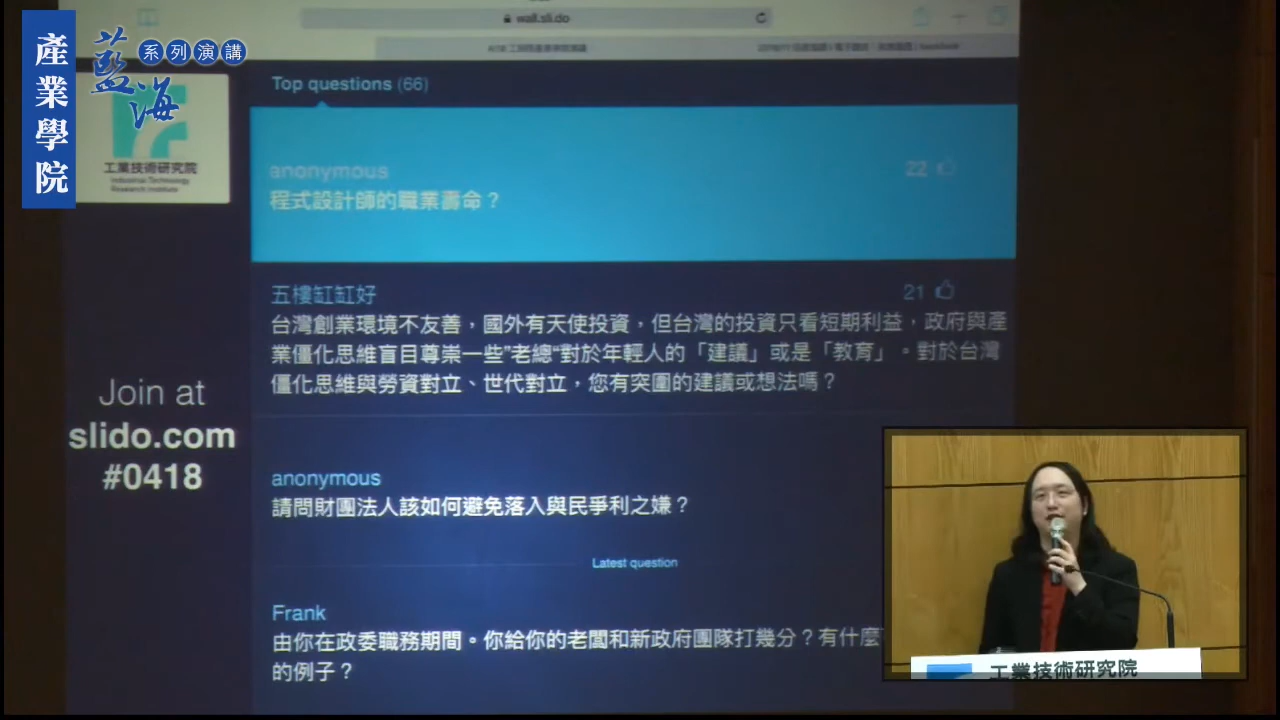 產業學院
藍海
系列演講
wall.sli.do
工業技術研究院
Industrial Technology
Research Institute
Top questions (66)
anonymous
22
程式設計師的職業壽命？
五樓缸缸好
21
台灣創業環境不友善，國外有天使投資，但台灣的投資只看短期利益，政府與產
業僵化思維盲目尊崇一些"老總"對於年輕人的「建議」或是「教育」。對於台灣
僵化思維與勞資對立、世代對立，您有突圍的建議或想法嗎？
Join at
slido.com
#0418
anonymous
請問財團法人該如何避免落入與民爭利之嫌？
Latest question
Frank
由你在政委職務期間。你給你的老闆和新政府團隊打幾分？有什麼
的例子？
工業技術研究院